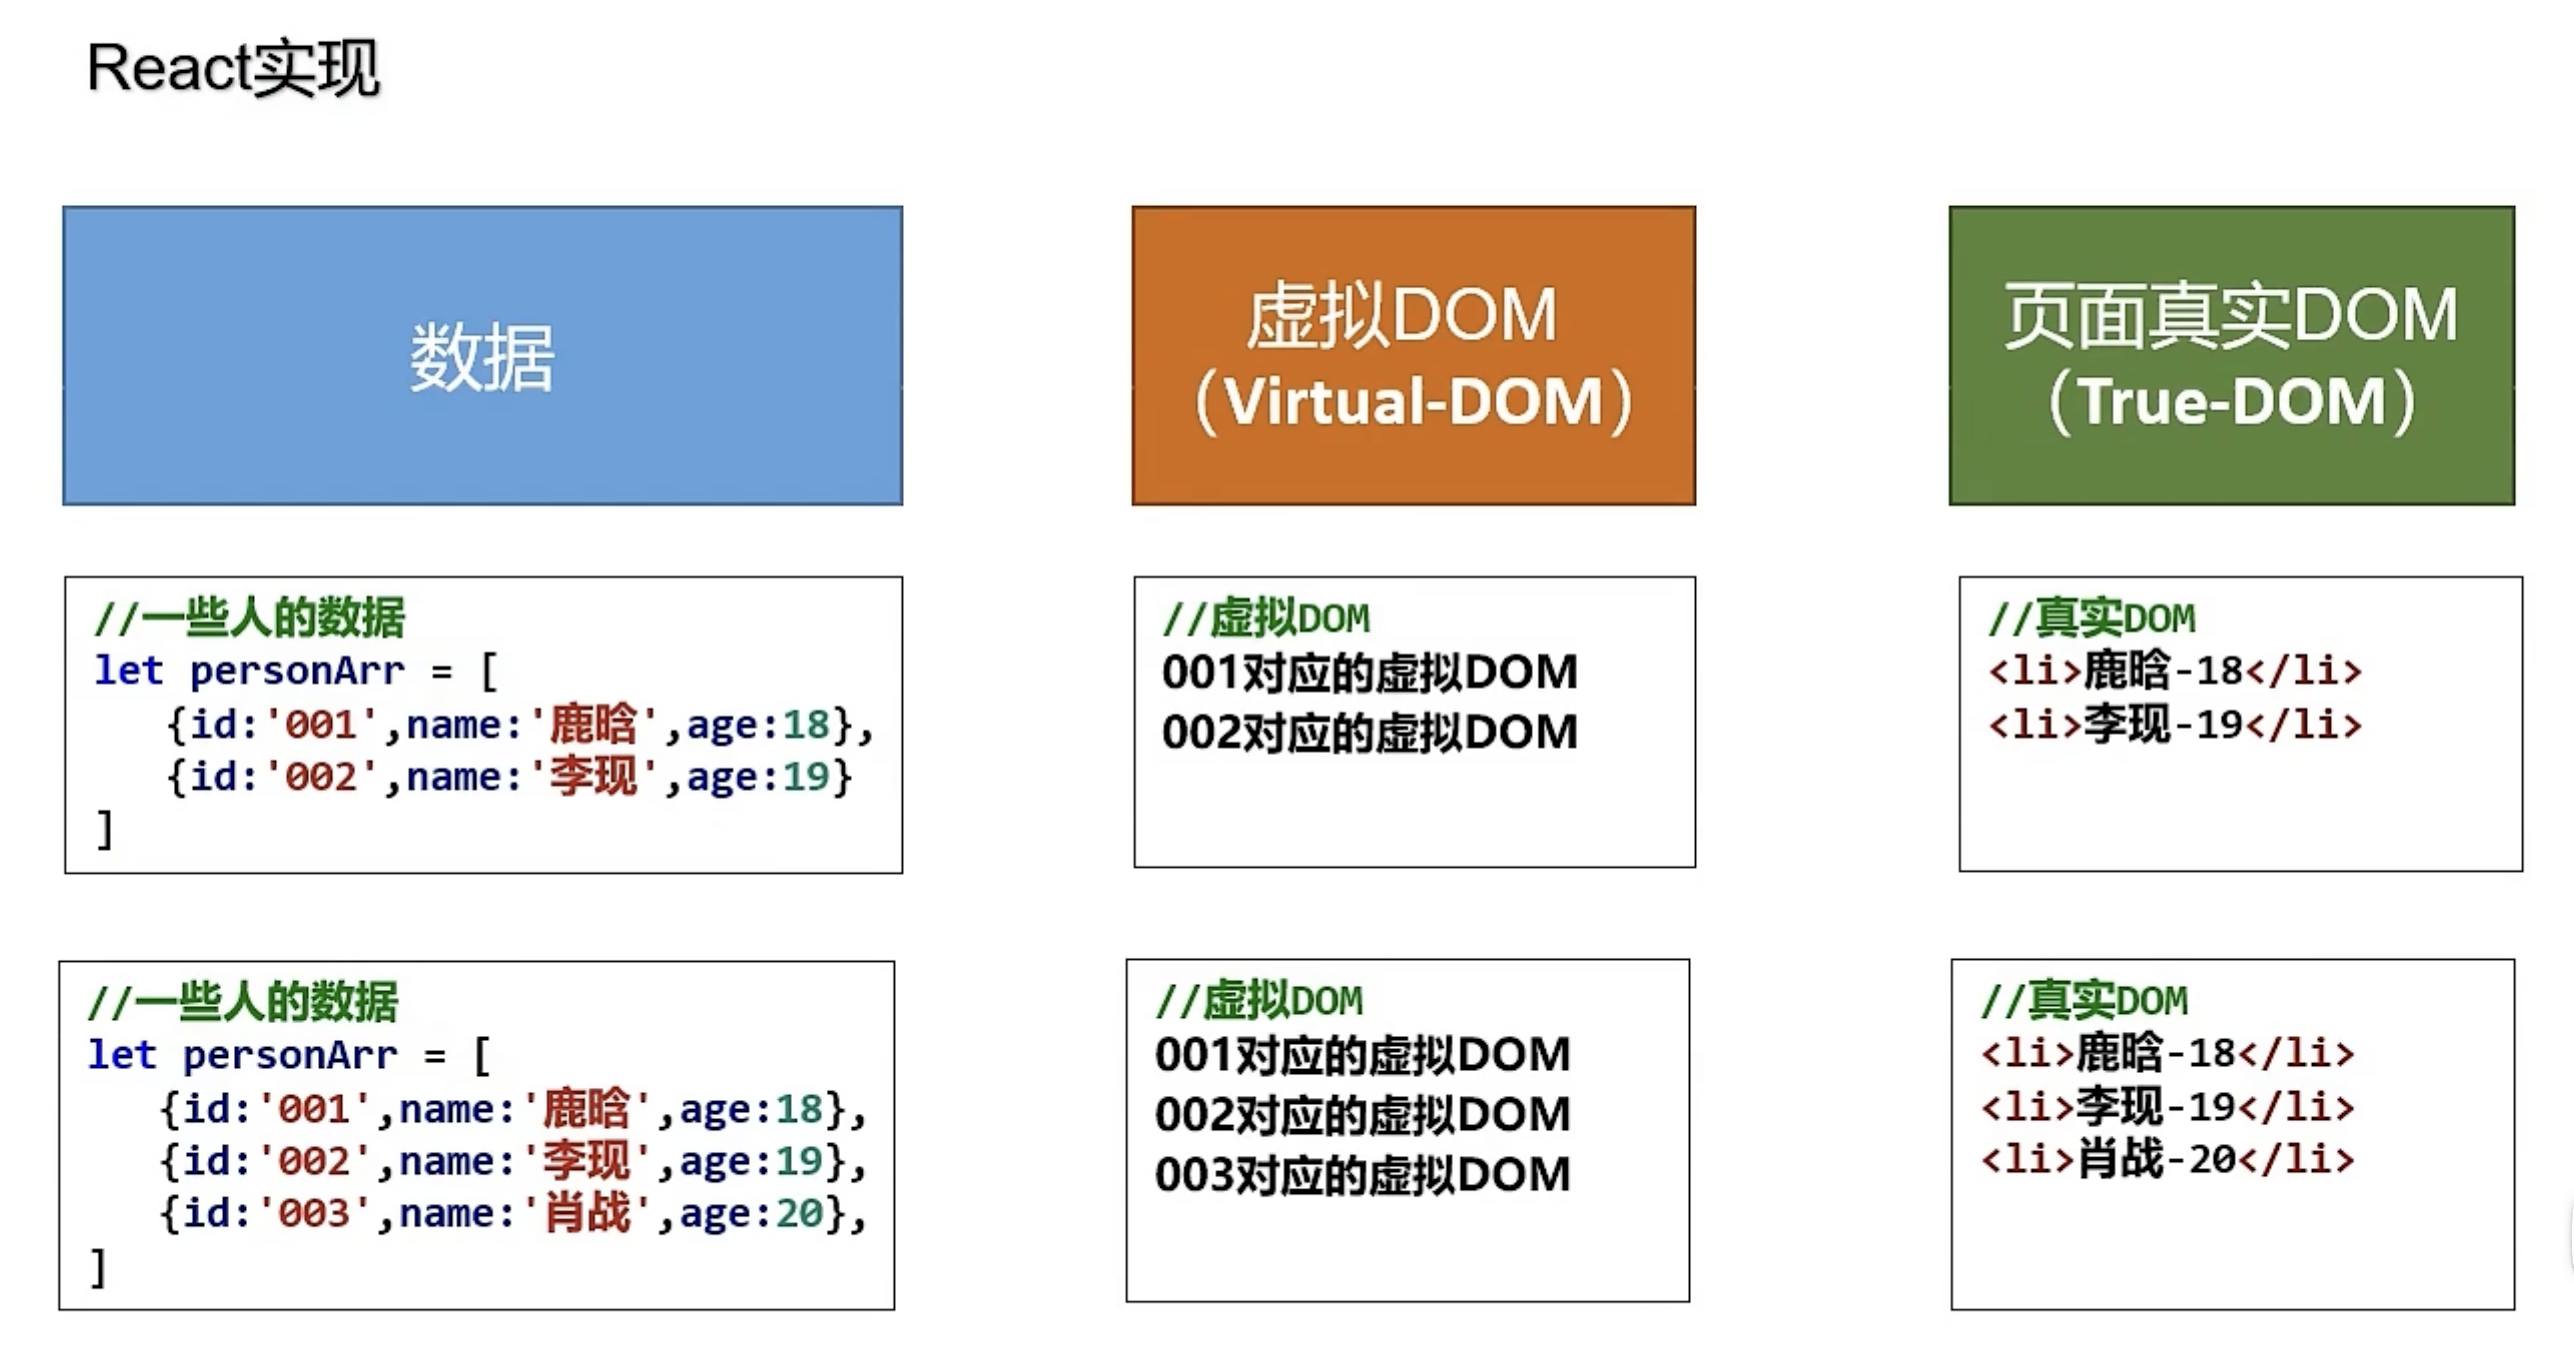 React实现
数据
虚拟DOM
（Virtual-DOM）
页面真实DOM
（True-DOM）
//一些人的数据
let personArr = [
{id:'001',name:'鹿晗',age:18},
{id:'002',name:'李现',age:19}
]
//虚拟DOM
001对应的虚拟DOM
002对应的虚拟DOM
//真实DOM
<li>鹿晗-18</li>
<li>李现-19</li>
//一些人的数据
let personArr = [
{id:'001',name:'鹿晗',age:18},
{id:'002',name:'李现',age:19},
{id:'003',name:'肖战',age:20},
]
//虚拟DOM
001对应的虚拟DOM
002对应的虚拟DOM
003对应的虚拟DOM
//真实DOM
<li>鹿晗-18</li>
<li>李现-19</li>
<li>肖战-20</li>